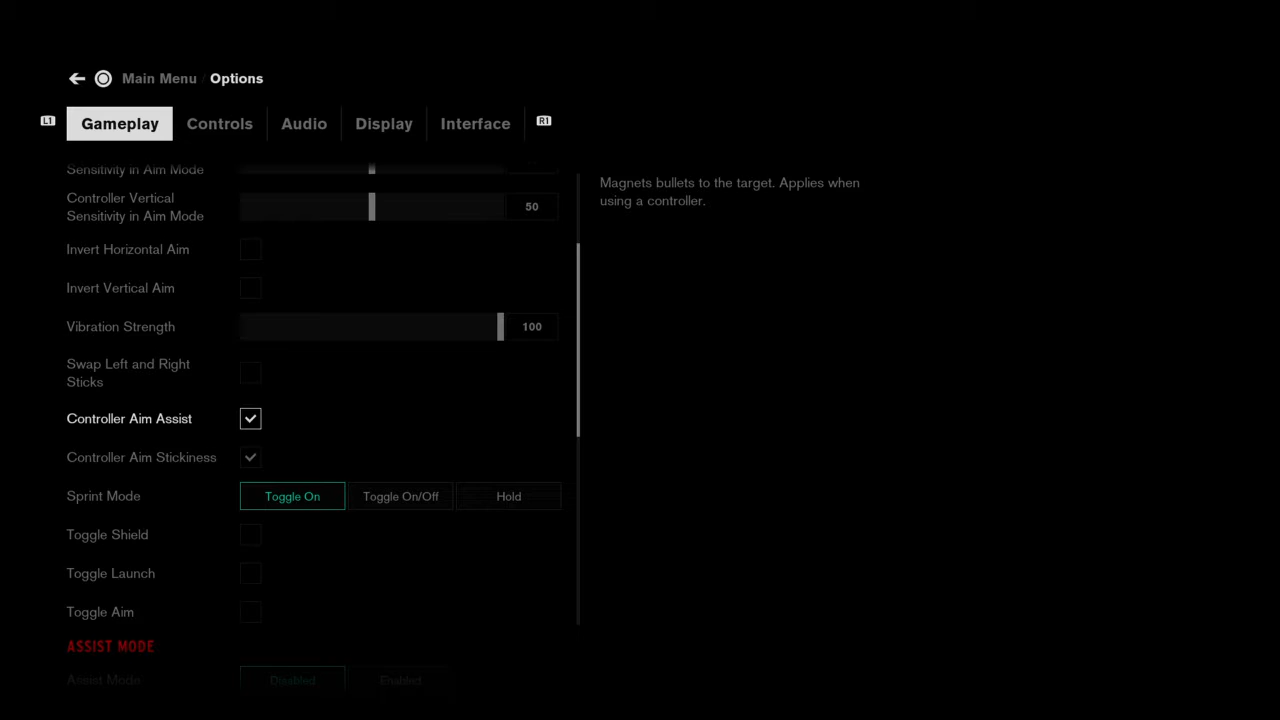 Main Menu / Options
L1 Gameplay Controls Audio Display Interface R1
Sensitivity in Aim Mode
Controller Vertical
Sensitivity in Aim Mode
50
Invert Horizontal Aim
Invert Vertical Aim
Vibration Strength
100
Swap Left and Right
Sticks
Controller Aim Assist
Controller Aim Stickiness
Sprint Mode
Toggle On Toggle On/Off Hold
Toggle Shield
Toggle Launch
Toggle Aim
ASSIST MODE
Assist Mode
Disabled Enabled
Magnets bullets to the target. Applies when
using a controller.